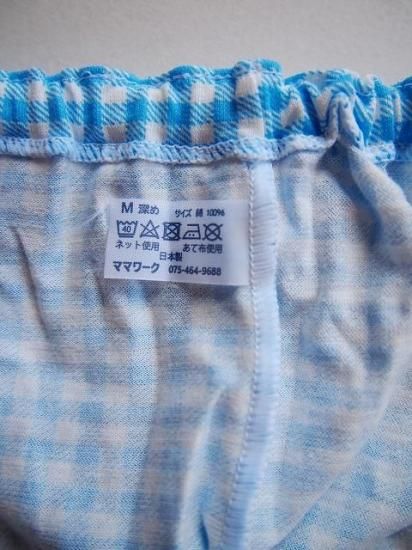 M 深め サイズ 綿 100%
40
ネット使用 あて布使用
日本製
ママワーク 075-464-9688